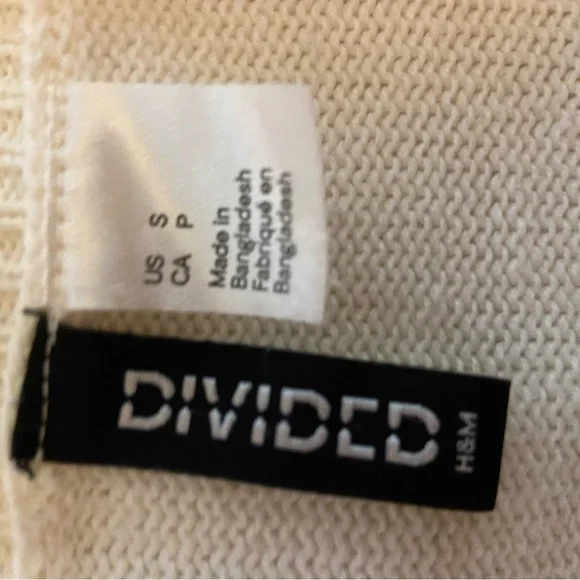 US S
CA P
Made in
Bangladesh
Fabriqué en
Bangladesh
DIVIDED
H&M